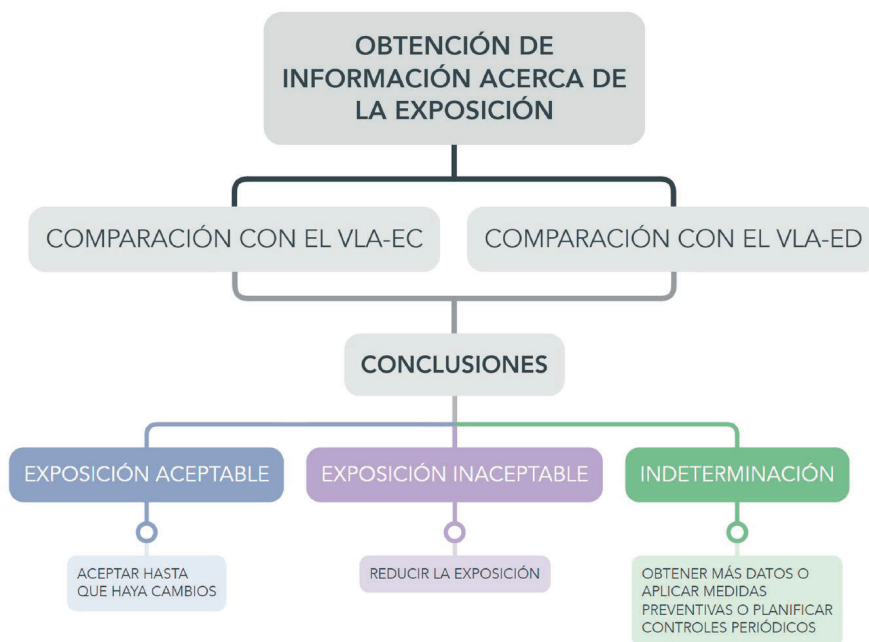 OBTENCIÓN DE
INFORMACIÓN ACERCA DE
LA EXPOSICIÓN
COMPARACIÓN CON EL VLA-EC
COMPARACIÓN CON EL VLA-ED
CONCLUSIONES
EXPOSICIÓN ACEPTABLE
EXPOSICIÓN INACEPTABLE
INDETERMINACIÓN
ACEPTAR HASTA
QUE HAYA CAMBIOS
REDUCIR LA EXPOSICIÓN
OBTENER MÁS DATOS O
APLICAR MEDIDAS
PREVENTIVAS O PLANIFICAR
CONTROLES PERIÓDICOS